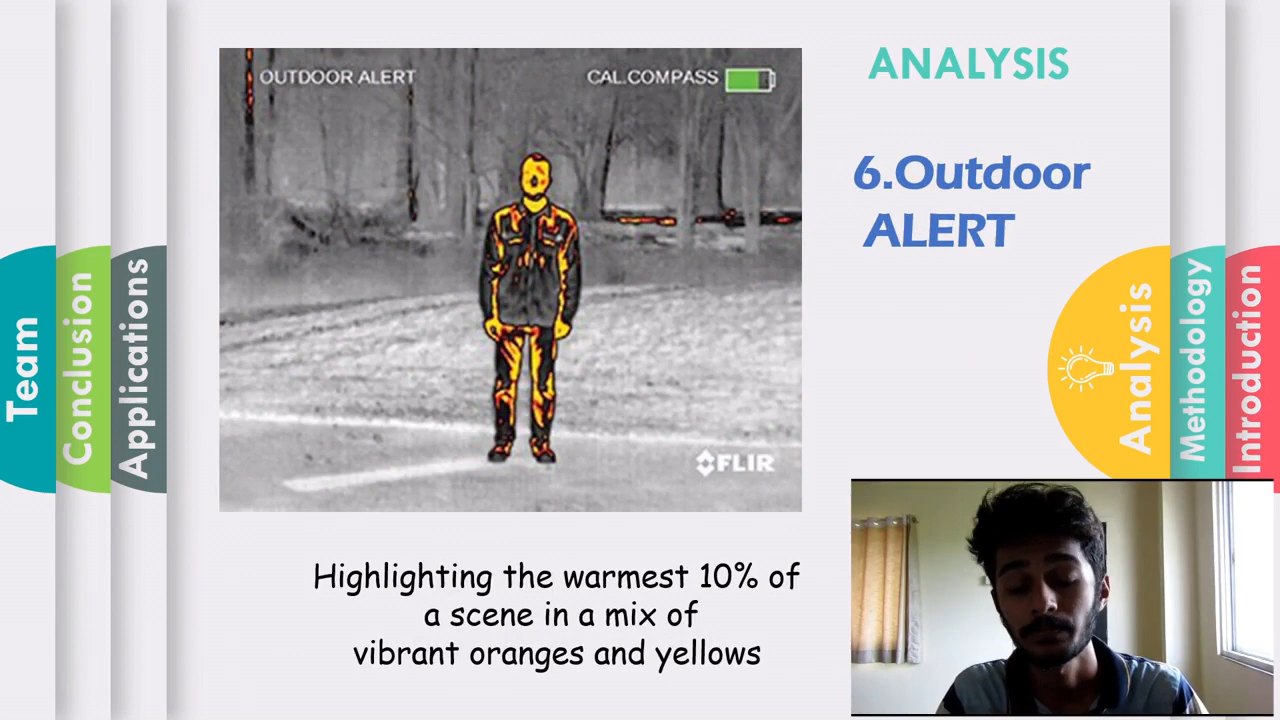 OUTDOOR ALERT
CAL.COMPASS
FLIR
ANALYSIS
6.Outdoor
ALERT
Highlighting the warmest 10% of
a scene in a mix of
vibrant oranges and yellows
Team
Conclusion
Applications
Analysis
Methodology
Introduction